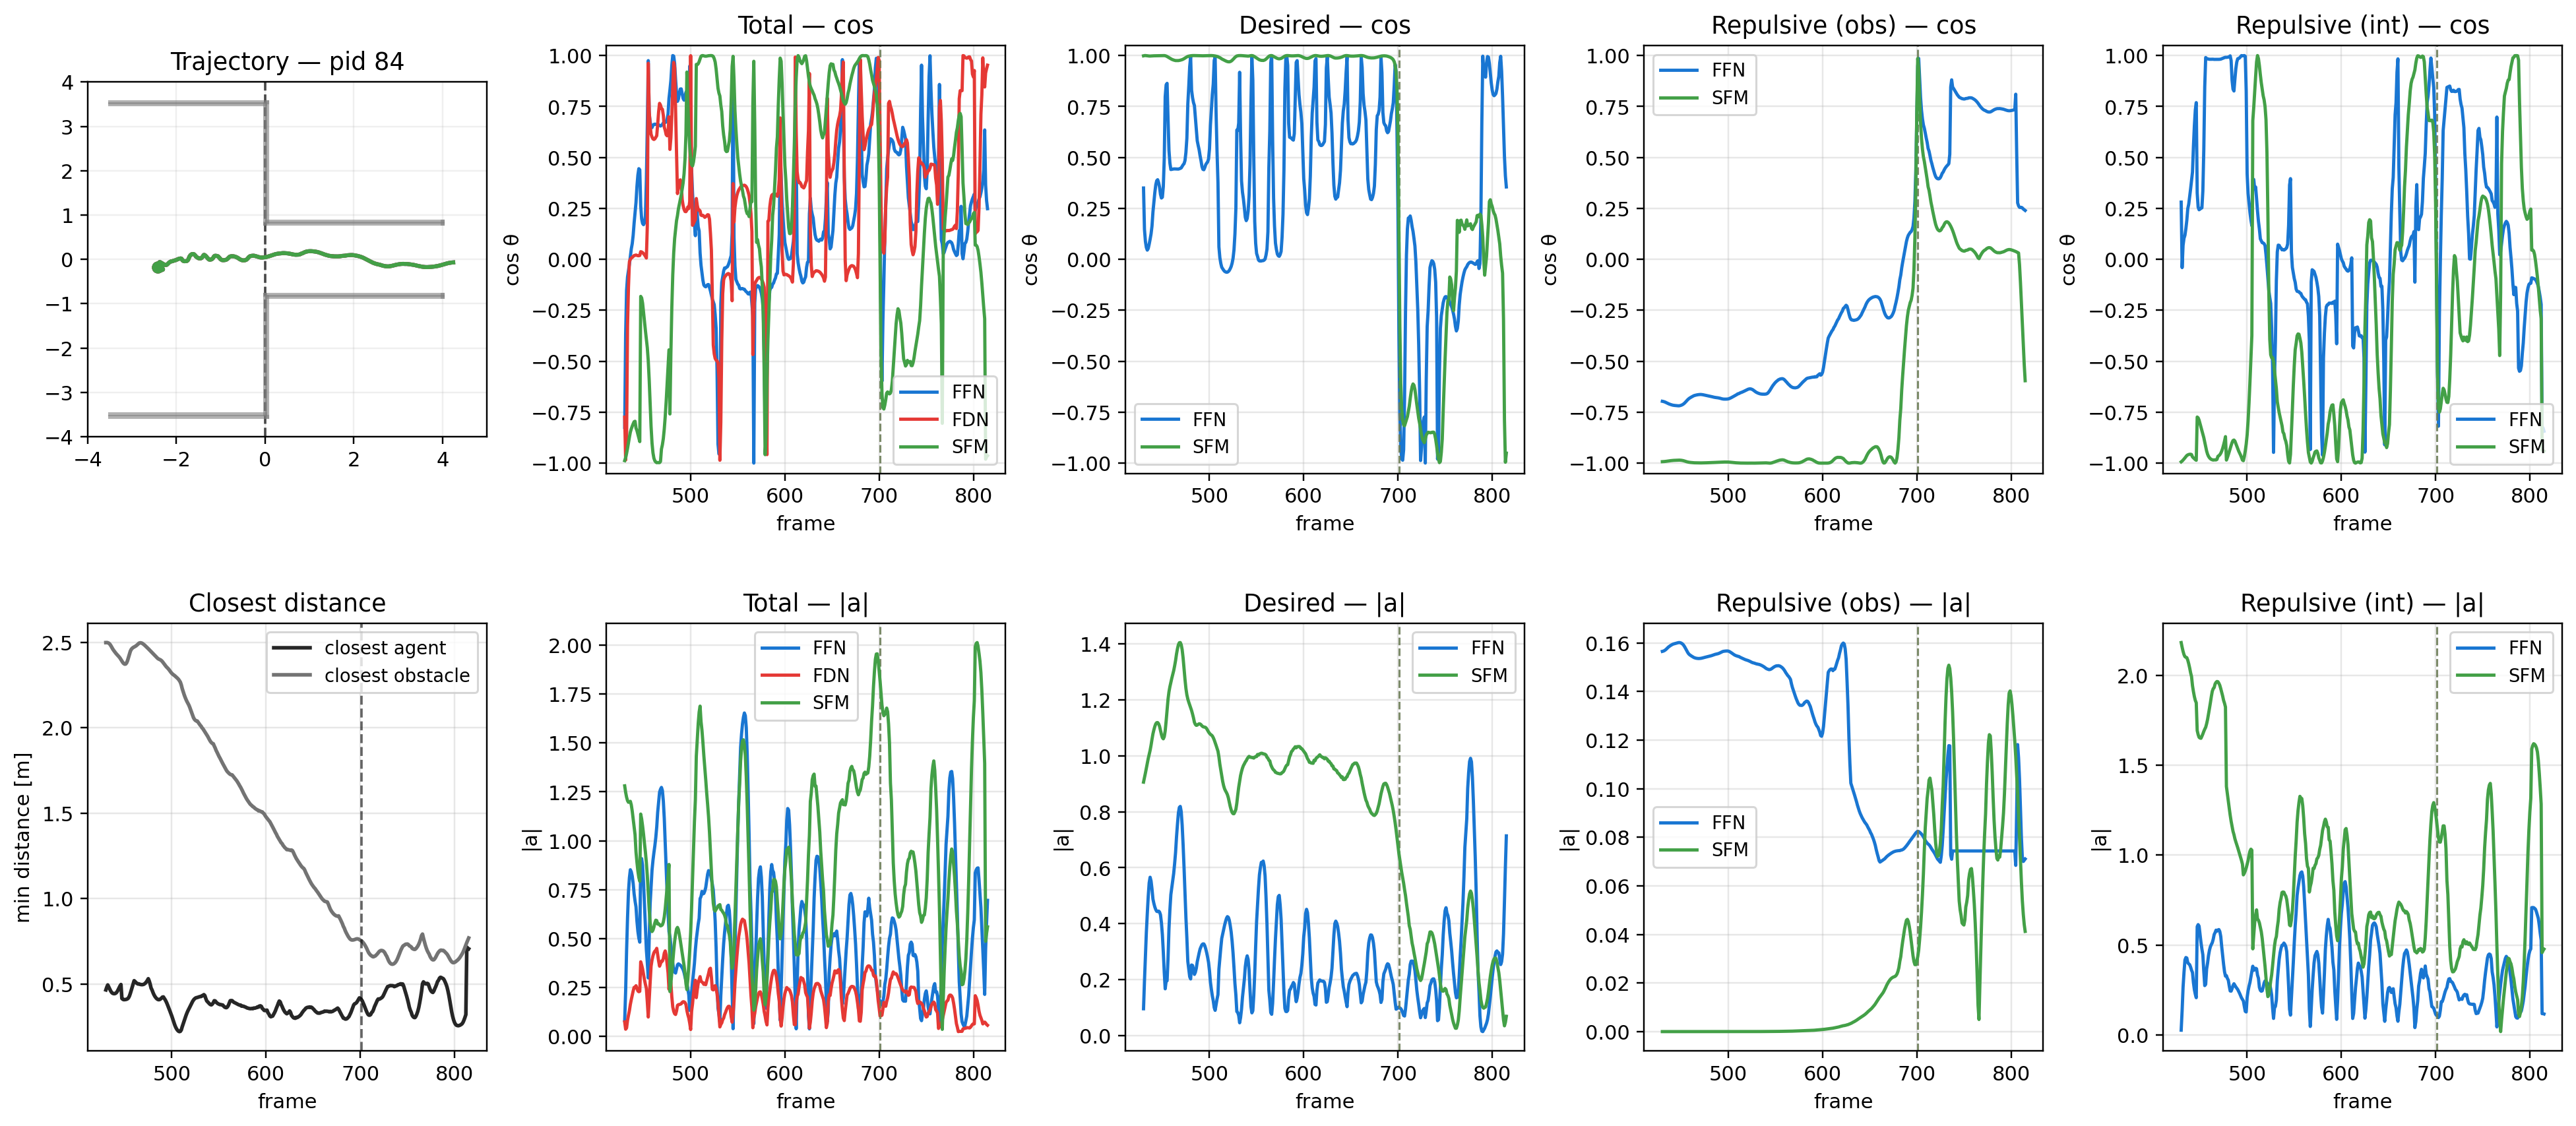 Trajectory — pid 84
4
3
2
1
0
−1
−2
−3
−4
−4
−2
0
2
4
Total — cos
cos θ
1.00
0.75
0.50
0.25
0.00
−0.25
−0.50
−0.75
−1.00
FFN
FDN
SFM
500
600
700
800
frame
Desired — cos
cos θ
1.00
0.75
0.50
0.25
0.00
−0.25
−0.50
−0.75
−1.00
FFN
SFM
500
600
700
800
frame
Repulsive (obs) — cos
cos θ
1.00
0.75
0.50
0.25
0.00
−0.25
−0.50
−0.75
−1.00
FFN
SFM
500
600
700
800
frame
Repulsive (int) — cos
cos θ
1.00
0.75
0.50
0.25
0.00
−0.25
−0.50
−0.75
−1.00
FFN
SFM
500
600
700
800
frame
Closest distance
min distance [m]
2.5
2.0
1.5
1.0
0.5
closest agent
closest obstacle
500
600
700
800
frame
Total — |a|
|a|
2.00
1.75
1.50
1.25
1.00
0.75
0.50
0.25
0.00
FFN
FDN
SFM
500
600
700
800
frame
Desired — |a|
|a|
1.4
1.2
1.0
0.8
0.6
0.4
0.2
0.0
FFN
SFM
500
600
700
800
frame
Repulsive (obs) — |a|
|a|
0.16
0.14
0.12
0.10
0.08
0.06
0.04
0.02
0.00
FFN
SFM
500
600
700
800
frame
Repulsive (int) — |a|
|a|
2.0
1.5
1.0
0.5
0.0
FFN
SFM
500
600
700
800
frame